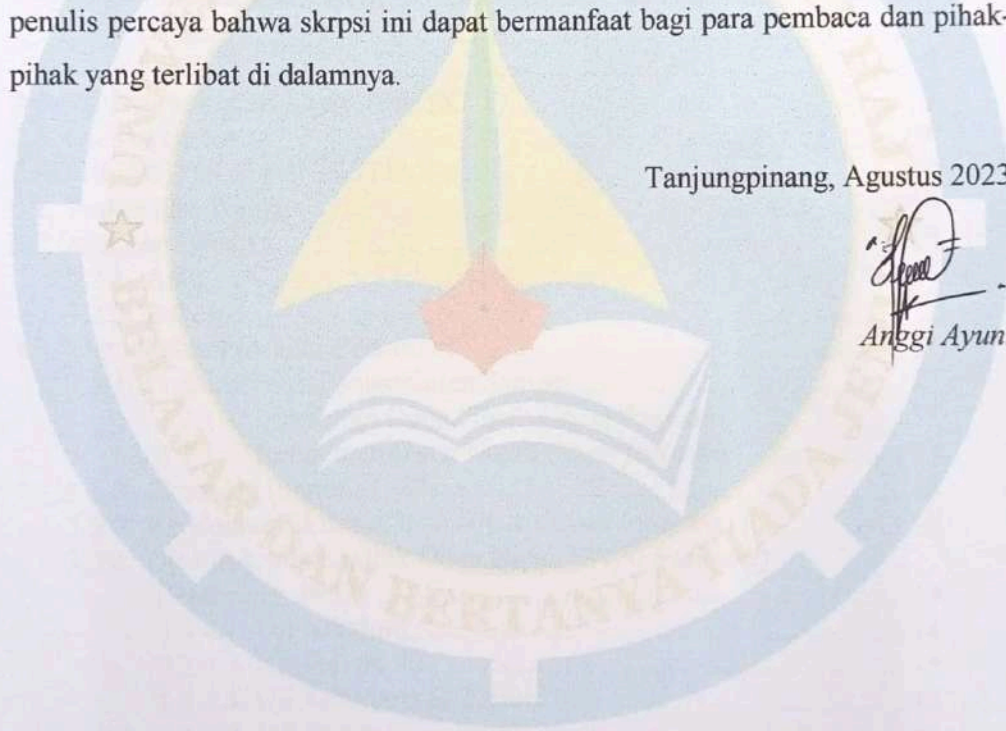 penulis percaya bahwa skrpsi ini dapat bermanfaat bagi para pembaca dan pihak-
pihak yang terlibat di dalamnya.
Tanjungpinang, Agustus 2023
Anggi Ayun
BELAJAR DAN BERTANYA TIADA